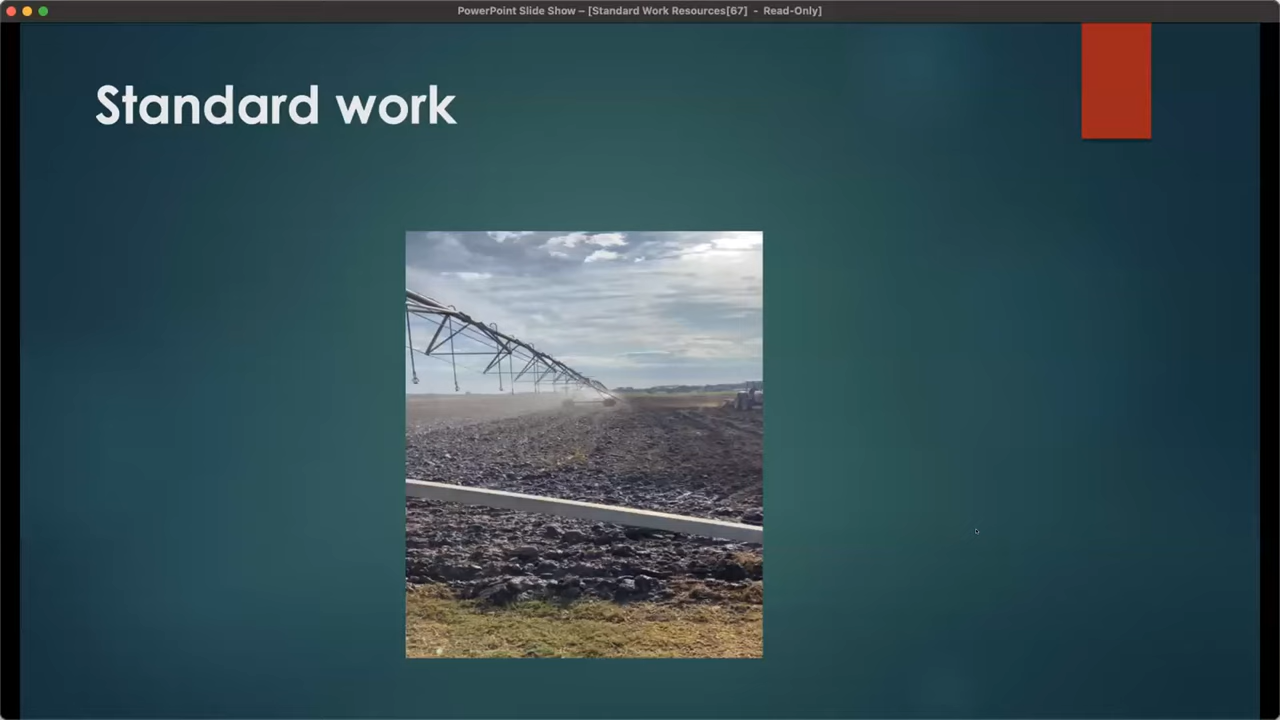 PowerPoint Slide Show – [Standard Work Resources[67] - Read-Only]
Standard work